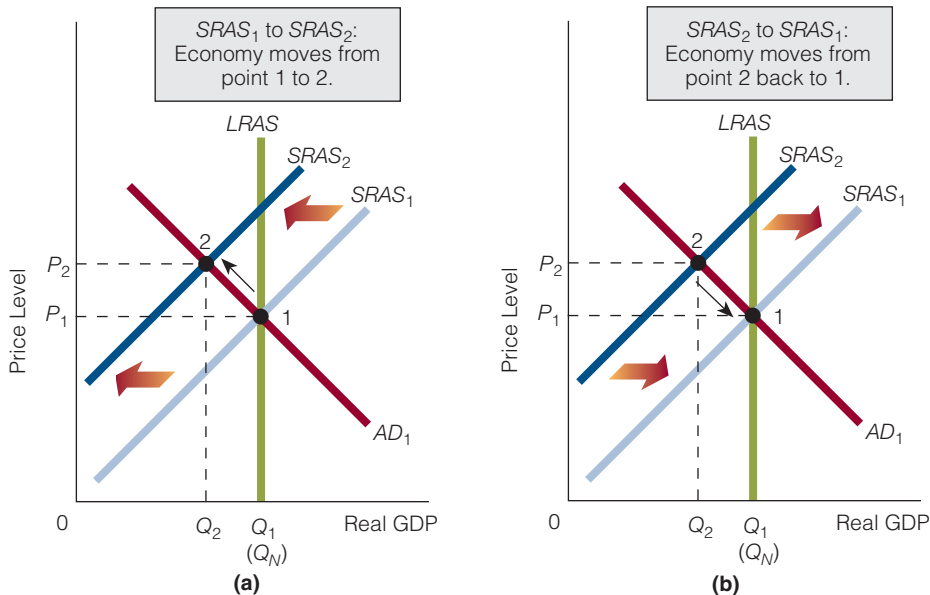 SRAS1 to SRAS2:
Economy moves from
point 1 to 2.
LRAS
SRAS2
SRAS1
2
P2
P1
1
Price Level
AD1
0
Q2
Q1
Real GDP
(QN)
(a)
SRAS2 to SRAS1:
Economy moves from
point 2 back to 1.
LRAS
SRAS2
SRAS1
2
P2
P1
1
Price Level
AD1
0
Q2
Q1
Real GDP
(QN)
(b)